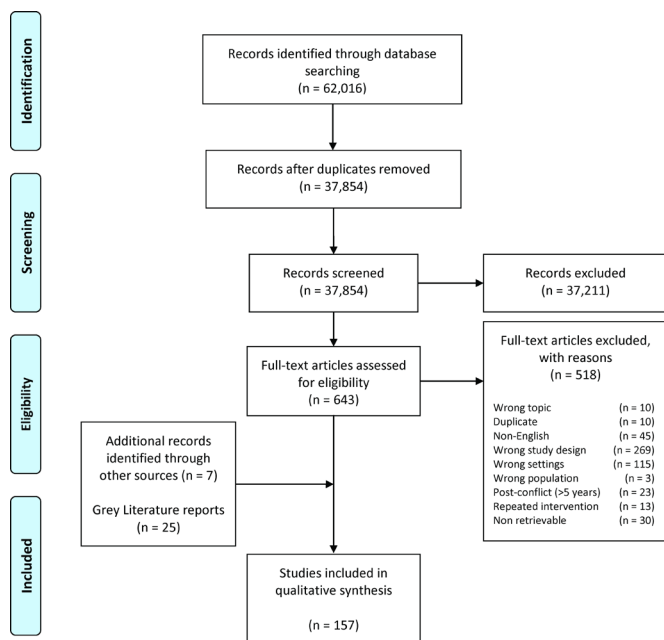 Identification
Records identified through database
searching
(n = 62,016)
Records after duplicates removed
(n = 37,854)
Screening
Records screened
(n = 37,854)
Records excluded
(n = 37,211)
Eligibility
Full-text articles assessed
for eligibility
(n = 643)
Full-text articles excluded,
with reasons
(n = 518)
Wrong topic (n = 10)
Duplicate (n = 10)
Non-English (n = 45)
Wrong study design (n = 269)
Wrong settings (n = 115)
Wrong population (n = 3)
Post-conflict (>5 years) (n = 23)
Repeated intervention (n = 13)
Non retrievable (n = 30)
Additional records
identified through
other sources (n = 7)
Grey Literature reports
(n = 25)
Included
Studies included in
qualitative synthesis
(n = 157)